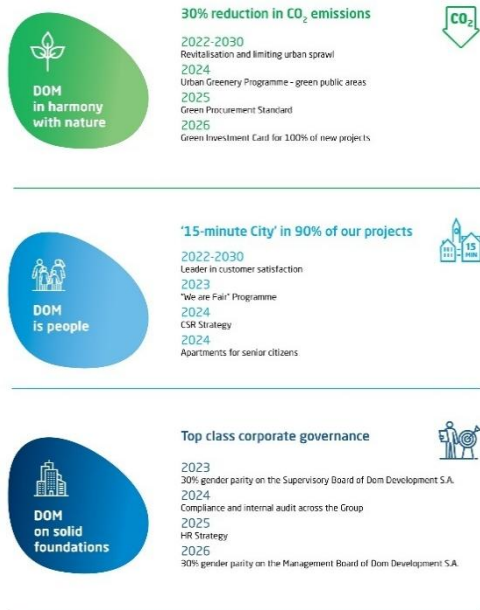 30% reduction in CO₂ emissions
CO₂
2022-2030
Revitalisation and limiting urban sprawl
2024
Urban Greenery Programme – green public areas
2025
Green Procurement Standard
2026
Green Investment Card for 100% of new projects
DOM
in harmony
with nature
'15-minute City' in 90% of our projects
15
MIN
2022-2030
Leader in customer satisfaction
2023
"We are Fair" Programme
2024
CSR Strategy
2024
Apartments for senior citizens
DOM
is people
Top class corporate governance
2023
30% gender parity on the Supervisory Board of Dom Development S.A.
2024
Compliance and internal audit across the Group
2025
HR Strategy
2026
30% gender parity on the Management Board of Dom Development S.A.
DOM
on solid
foundations